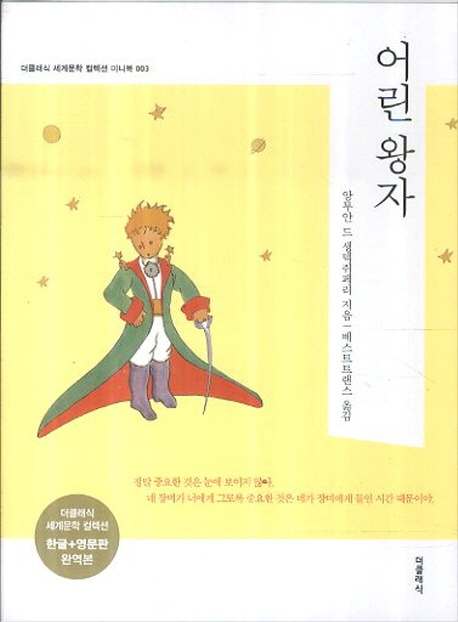 더클래식 세계문학 컬렉션 미니북 003
어린 왕자
앙투안 드 생텍쥐페리 지음 | 베스트트랜스 옮김
정말 중요한 것은 눈에 보이지 않아.
네 장미가 너에게 그토록 중요한 것은 네가 장미에게 들인 시간 때문이야.
더클래식
세계문학 컬렉션
한글+영문판
완역본
더클래식